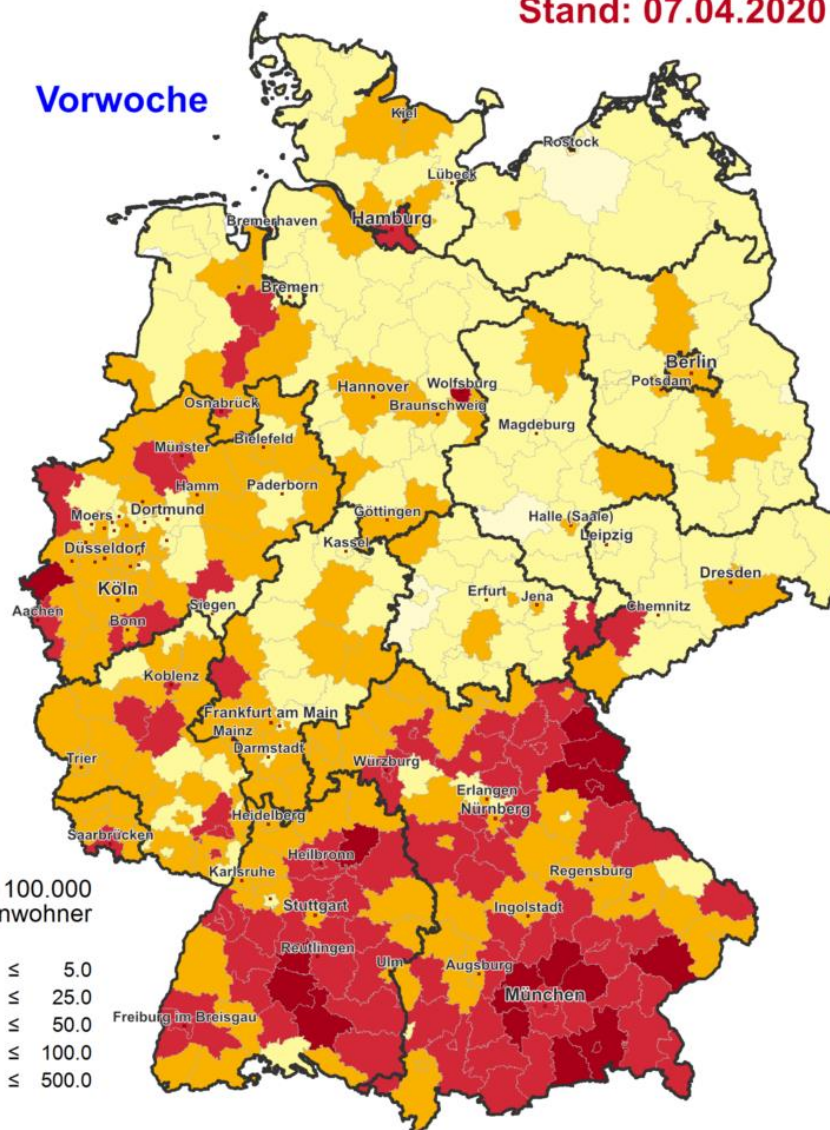 Stand: 07.04.2020
Vorwoche
Kiel
Rostock
Lübeck
Hamburg
Bremerhaven
Bremen
Berlin
Wolfsburg
Hannover
Potsdam
Osnabrück
Braunschweig
Magdeburg
Bielefeld
Münster
Hamm
Paderborn
Moers
Dortmund
Göttingen
Halle (Saale)
Leipzig
Düsseldorf
Kassel
Dresden
Köln
Erfurt
Jena
Aachen
Siegen
Chemnitz
Bonn
Koblenz
Frankfurt am Main
Mainz
Darmstadt
Trier
Würzburg
Erlangen
Nürnberg
Heidelberg
Saarbrücken
Heilbronn
Karlsruhe
Regensburg
100.000
nwohner
Stuttgart
Ingolstadt
Reutlingen
Ulm
Augsburg
≤ 5.0
≤ 25.0
München
Freiburg im Breisgau
≤ 50.0
≤ 100.0
≤ 500.0